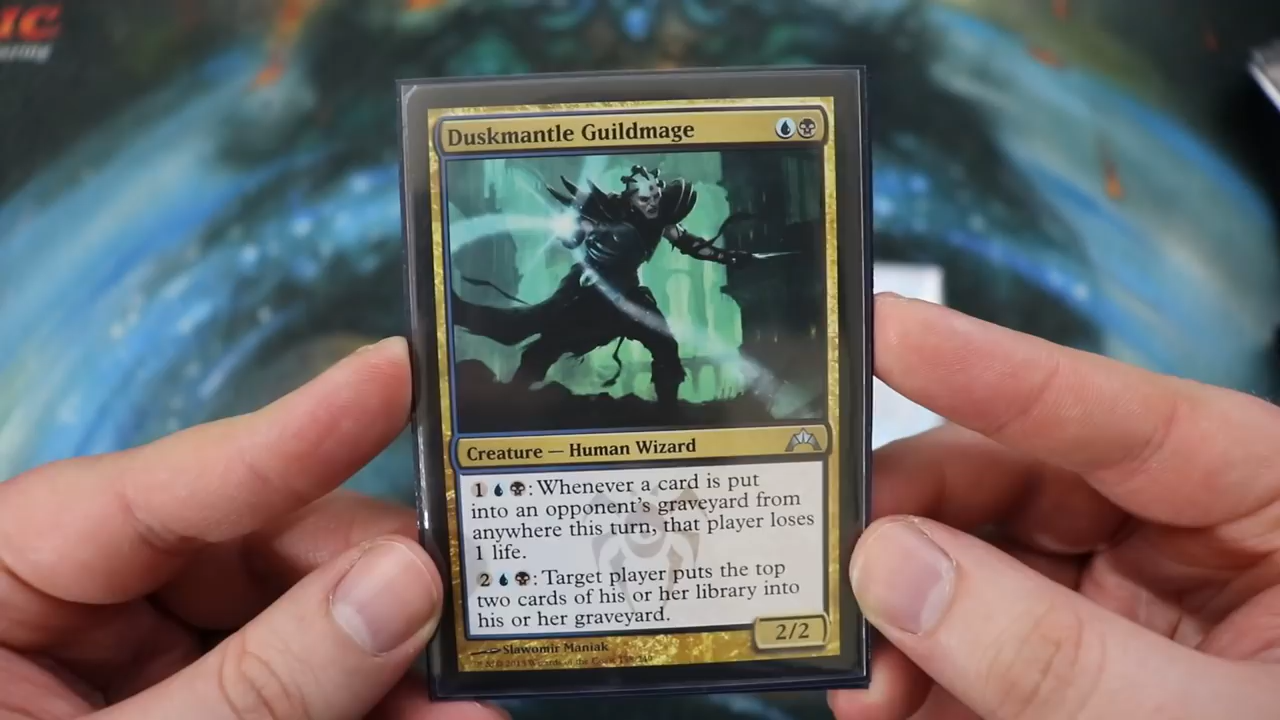 Duskmantle Guildmage
Creature — Human Wizard
1 : Whenever a card is put
into an opponent's graveyard from
anywhere this turn, that player loses
1 life.
2 : Target player puts the top
two cards of his or her library into
his or her graveyard.
2/2
Slawomir Maniak